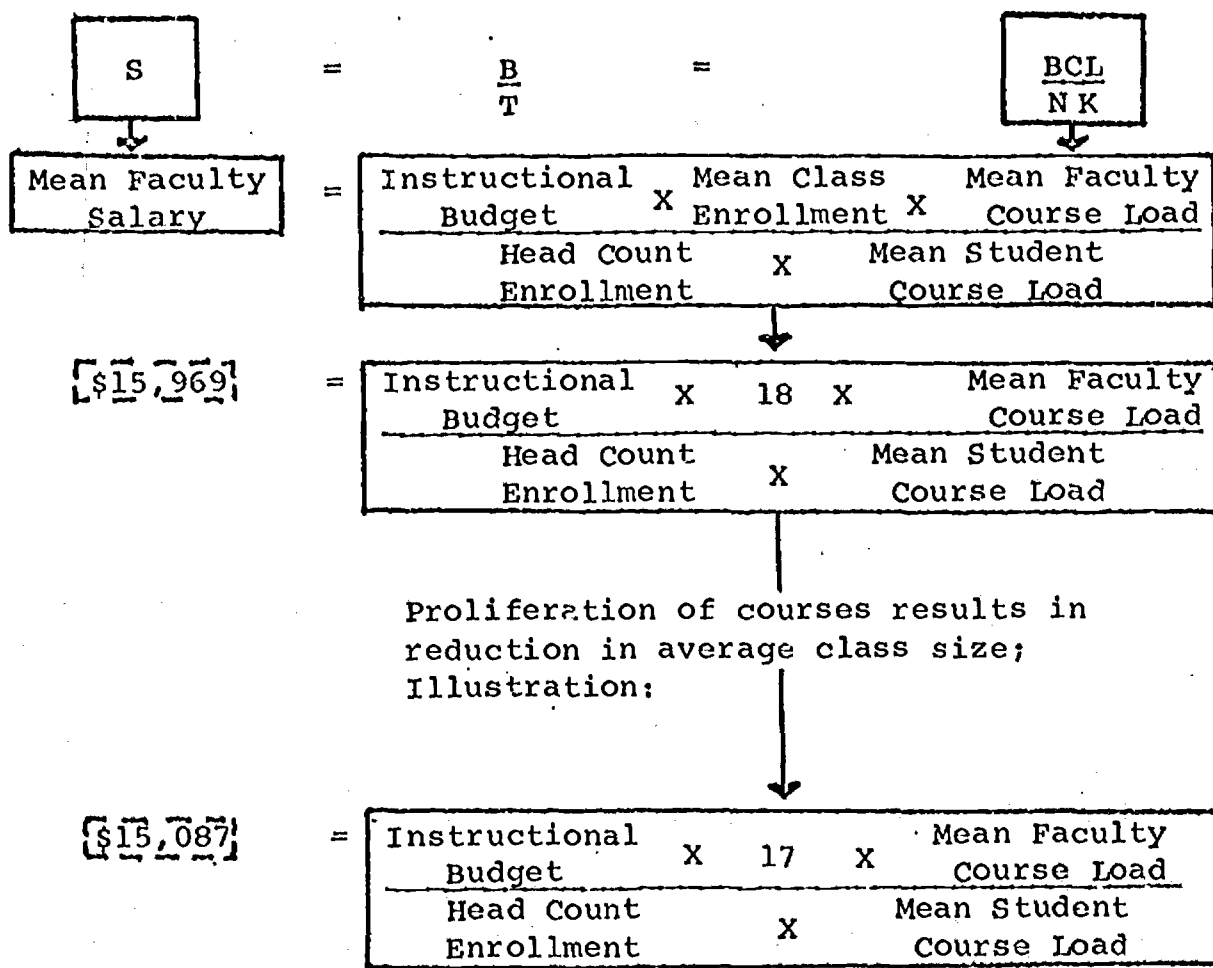 S = B/T = BCL/N K
Mean Faculty = Instructional X Mean Class X Mean Faculty
Salary Budget Enrollment Course Load
Head Count X Mean Student
Enrollment Course Load
$15,969 = Instructional X 18 X Mean Faculty
Budget Course Load
Head Count X Mean Student
Enrollment Course Load
Proliferation of courses results in
reduction in average class size;
Illustration:
$15,087 = Instructional X 17 X Mean Faculty
Budget Course Load
Head Count X Mean Student
Enrollment Course Load